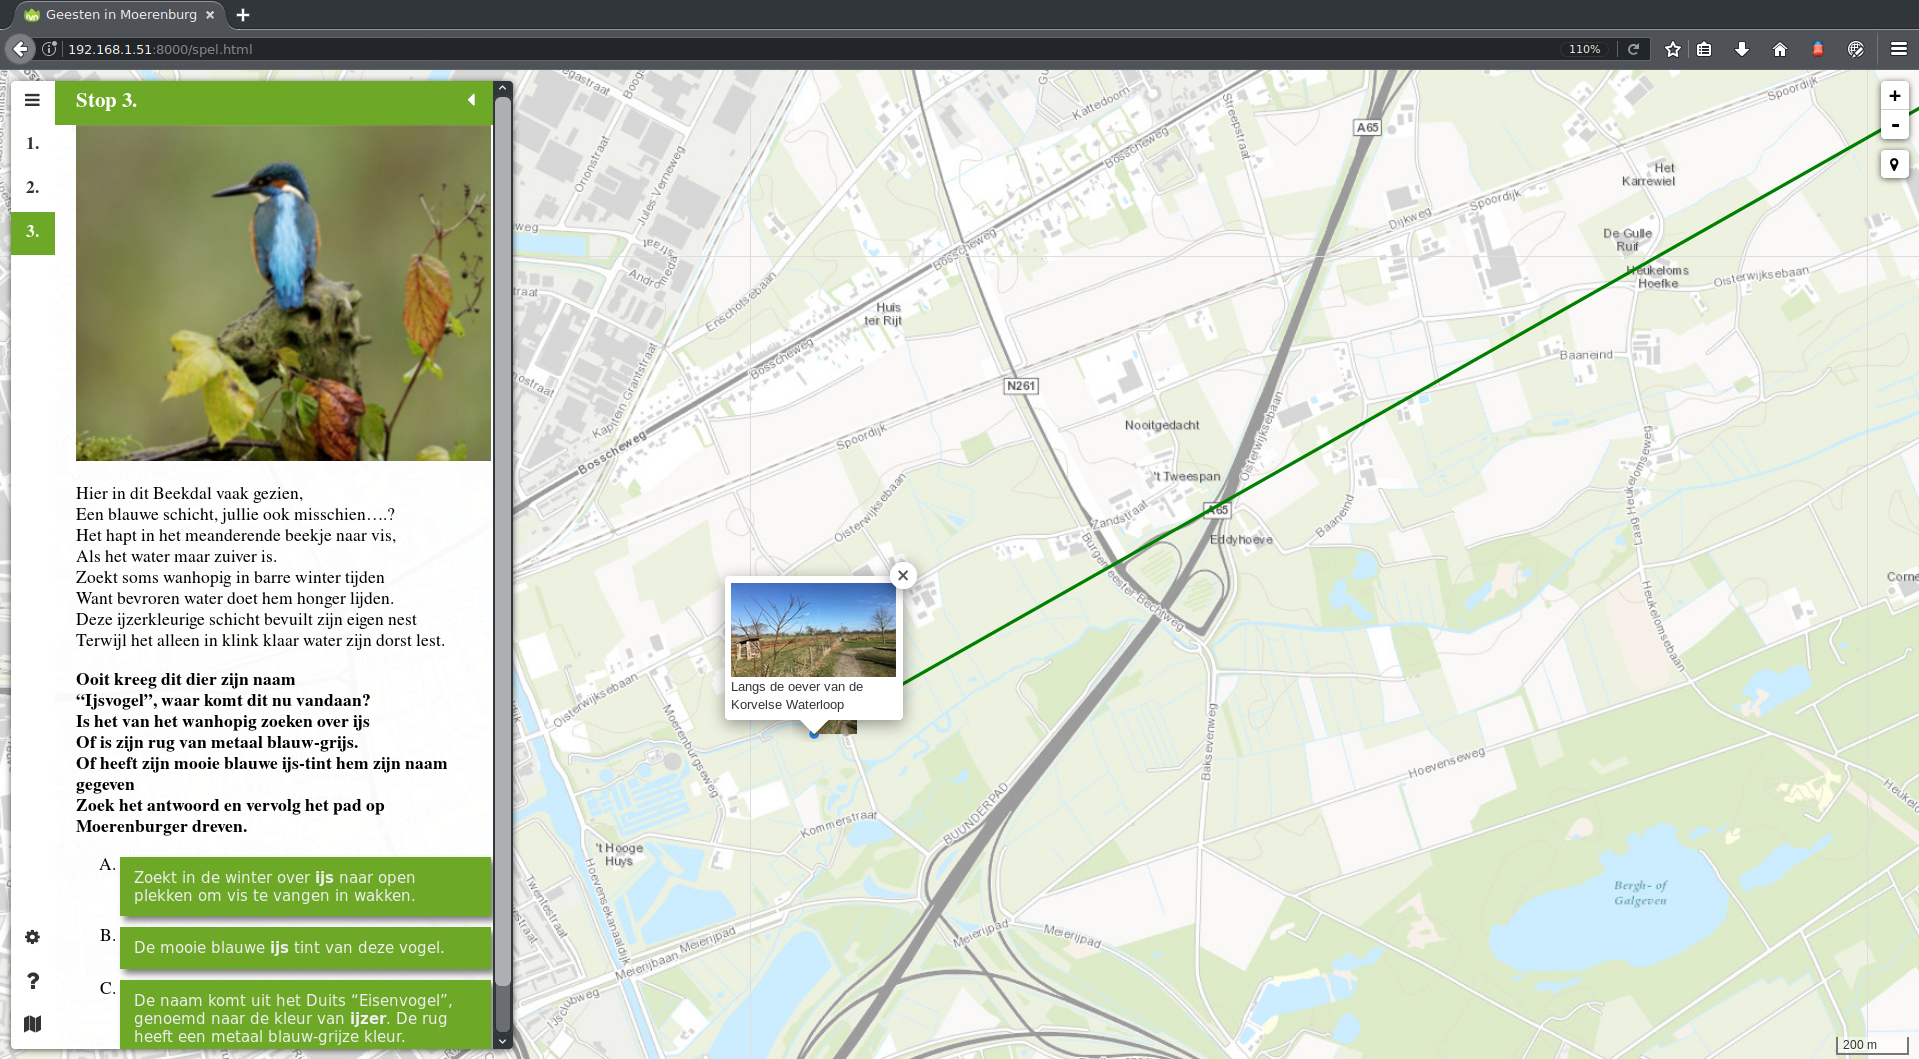 Geesten in Moerenburg
192.168.1.51:8000/spel.html
110%
Stop 3.
1.
2.
3.
Hier in dit Beekdal vaak gezien,
Een blauwe schicht, jullie ook misschien….?
Het hapt in het meanderende beekje naar vis,
Als het water maar zuiver is.
Zoekt soms wanhopig in barre winter tijden
Want bevroren water doet hem honger lijden.
Deze ijzerkleurige schicht bevuilt zijn eigen nest
Terwijl het alleen in klink klaar water zijn dorst lest.
Ooit kreeg dit dier zijn naam
“Ijsvogel”, waar komt dit nu vandaan?
Is het van het wanhopig zoeken over ijs
Of is zijn rug van metaal blauw-grijs.
Of heeft zijn mooie blauwe ijs-tint hem zijn naam
gegeven
Zoek het antwoord en vervolg het pad op
Moerenburger dreven.
A.
Zoekt in de winter over ijs naar open
plekken om vis te vangen in wakken.
B.
De mooie blauwe ijs tint van deze vogel.
C.
De naam komt uit het Duits “Eisenvogel”,
genoemd naar de kleur van ijzer. De rug
heeft een metaal blauw-grijze kleur.
+
-
Langs de oever van de
Korvelse Waterloop
Orionstraat
Jules Verneweg
Kattedoorn
Bosscheweg
Streepstraat
A65
Spoordijk
Het
Karrewiel
Spoordijk
Dijkweg
De Gulle
Ruif
Heukeloms
Hoefke
Oisterwijksebaan
Bosscheweg
Enschotsebaan
Huis
ter Rijt
Bosscheweg
Kapitein Grantstraat
Baaneind
N261
Nooitgedacht
Spoordijk
Bosscheweg
Oisterwijksebaan
't Tweespan
Laag Heukelomseweg
Oisterwijksebaan
Zandstraat
A65
Baaneind
Eddyhoeve
Burgemeester Bechtweg
Heukelomsebaan
Oisterwijksebaan
Moerenburgseweg
Baksevenweg
Hoevenseweg
BUUNDERPAD
Kommerstraat
't Hooge
Huys
Hoevensekanaaldijk
Twentestraat
Bergh- of
Galgeven
Meierijpad
Meierijpad
Meierijbaan
IJsclubweg
200 m